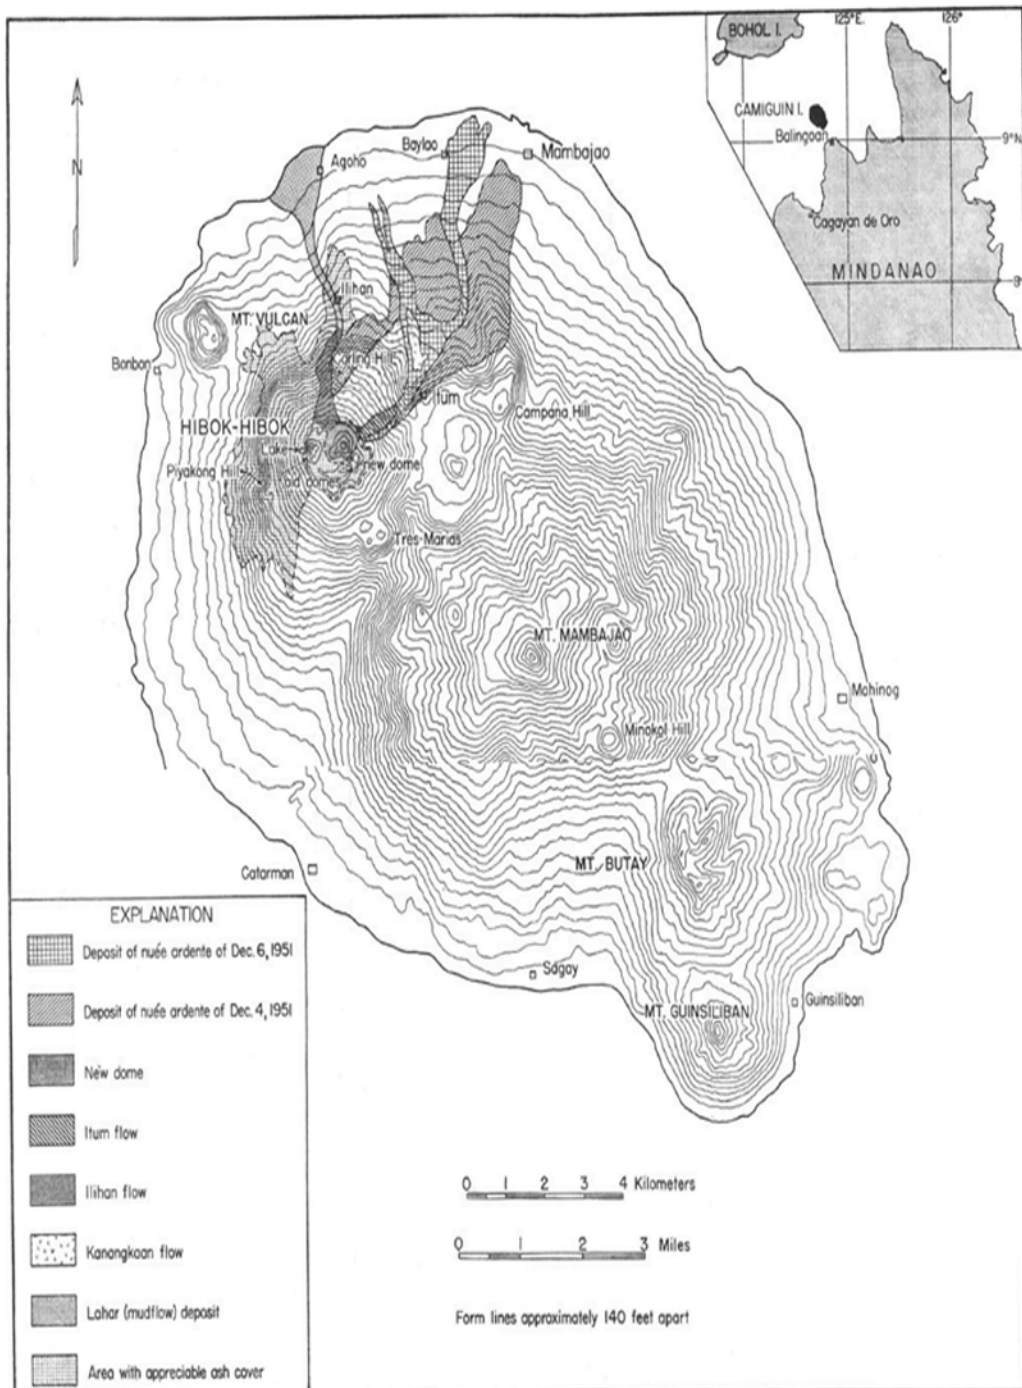 125° E.
126°
BOHOL I.
CAMIGUIN I.
Balingoan
9° N
Cagayan de Oro
MINDANAO
8°
N
Agoho
Baylao
Mambajao
Ilihan
MT. VULCAN
Bonbon
Carling Hill
Itum
Campana Hill
HIBOK-HIBOK
Lake
new dome
Piyakong Hill
old domes
Tres Marias
MT. MAMBAJAO
Mahinog
Minokol Hill
MT. BUTAY
Catarman
Sagay
MT. GUINSILIBAN
Guinsiliban
EXPLANATION
Deposit of nuée ardente of Dec. 6, 1951
Deposit of nuée ardente of Dec. 4, 1951
New dome
Itum flow
Ilihan flow
Kanangkaan flow
Lahar (mudflow) deposit
Area with appreciable ash cover
0 1 2 3 4 Kilometers
0 1 2 3 Miles
Form lines approximately 140 feet apart